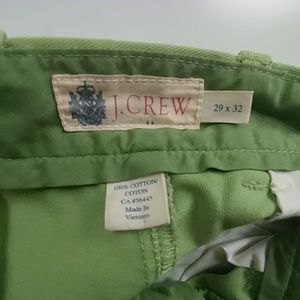 J.CREW
29 x 32
100% COTTON/
COTON
CA #56445
Made In
Vietnam